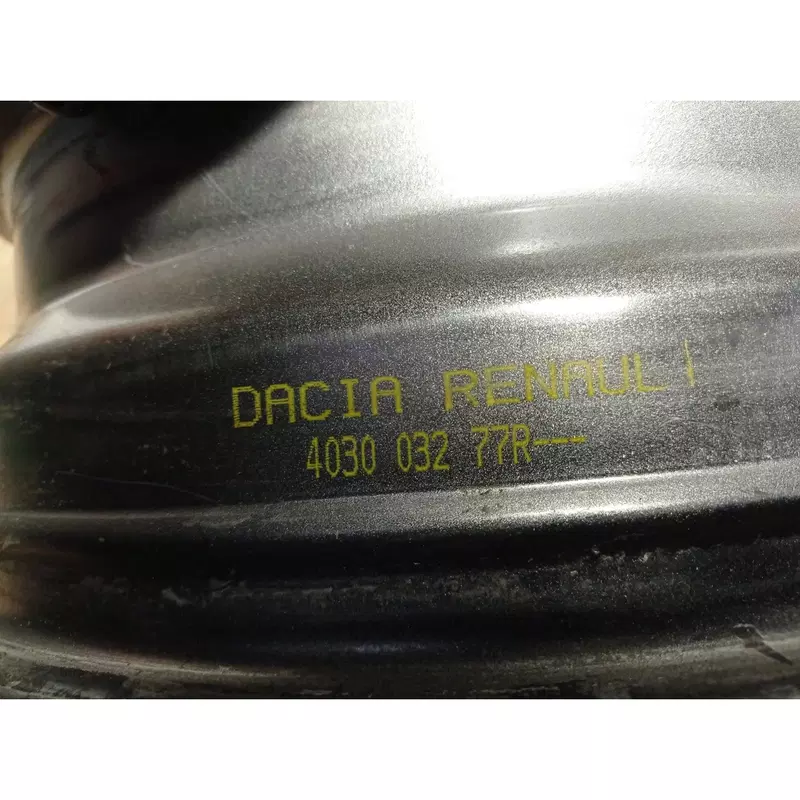 DACIA RENAULT
4030 032 77R---